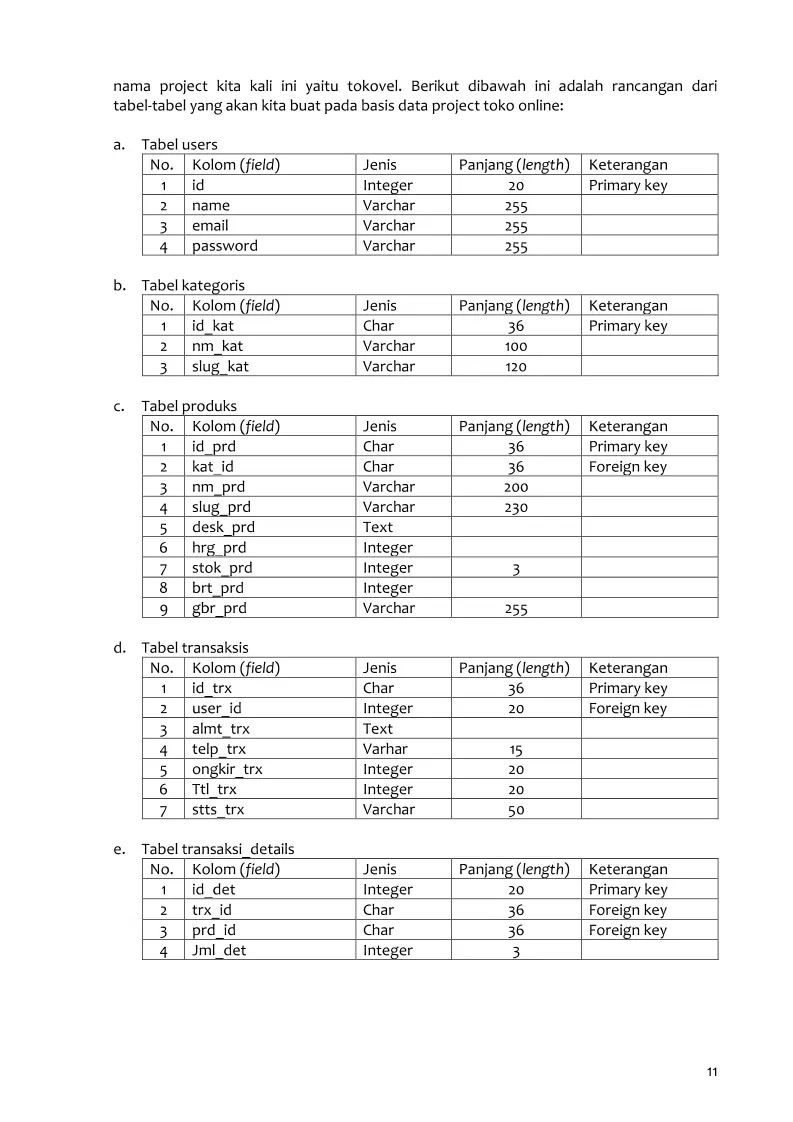 nama project kita kali ini yaitu tokovel. Berikut dibawah ini adalah rancangan dari
tabel-tabel yang akan kita buat pada basis data project toko online:
a. Tabel users
No. Kolom (field) Jenis Panjang (length) Keterangan
1 id Integer 20 Primary key
2 name Varchar 255
3 email Varchar 255
4 password Varchar 255
b. Tabel kategoris
No. Kolom (field) Jenis Panjang (length) Keterangan
1 id_kat Char 36 Primary key
2 nm_kat Varchar 100
3 slug_kat Varchar 120
c. Tabel produks
No. Kolom (field) Jenis Panjang (length) Keterangan
1 id_prd Char 36 Primary key
2 kat_id Char 36 Foreign key
3 nm_prd Varchar 200
4 slug_prd Varchar 230
5 desk_prd Text
6 hrg_prd Integer
7 stok_prd Integer 3
8 brt_prd Integer
9 gbr_prd Varchar 255
d. Tabel transaksis
No. Kolom (field) Jenis Panjang (length) Keterangan
1 id_trx Char 36 Primary key
2 user_id Integer 20 Foreign key
3 almt_trx Text
4 telp_trx Varhar 15
5 ongkir_trx Integer 20
6 Ttl_trx Integer 20
7 stts_trx Varchar 50
e. Tabel transaksi_details
No. Kolom (field) Jenis Panjang (length) Keterangan
1 id_det Integer 20 Primary key
2 trx_id Char 36 Foreign key
3 prd_id Char 36 Foreign key
4 Jml_det Integer 3
11